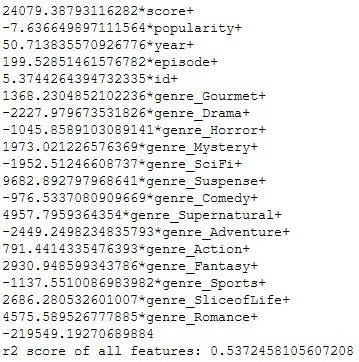 24079.38793116282*score+
-7.636649897111564*popularity+
50.713835570926776*year+
199.52851461576782*episode+
5.3744264394732335*id+
1368.2304852102236*genre_Gourmet+
-2227.979673531826*genre_Drama+
-1045.8589103089141*genre_Horror+
1973.021226576369*genre_Mystery+
-1952.51246608737*genre_SciFi+
9682.892797968641*genre_Suspense+
-976.5337080909669*genre_Comedy+
4957.7959364354*genre_Supernatural+
-2449.2498234835793*genre_Adventure+
791.4414335476393*genre_Action+
2930.948599343786*genre_Fantasy+
-1137.5510086983982*genre_Sports+
2686.280532601007*genre_SliceofLife+
4575.589526777885*genre_Romance+
-219549.19270689884
r2 score of all features: 0.5372458105607208